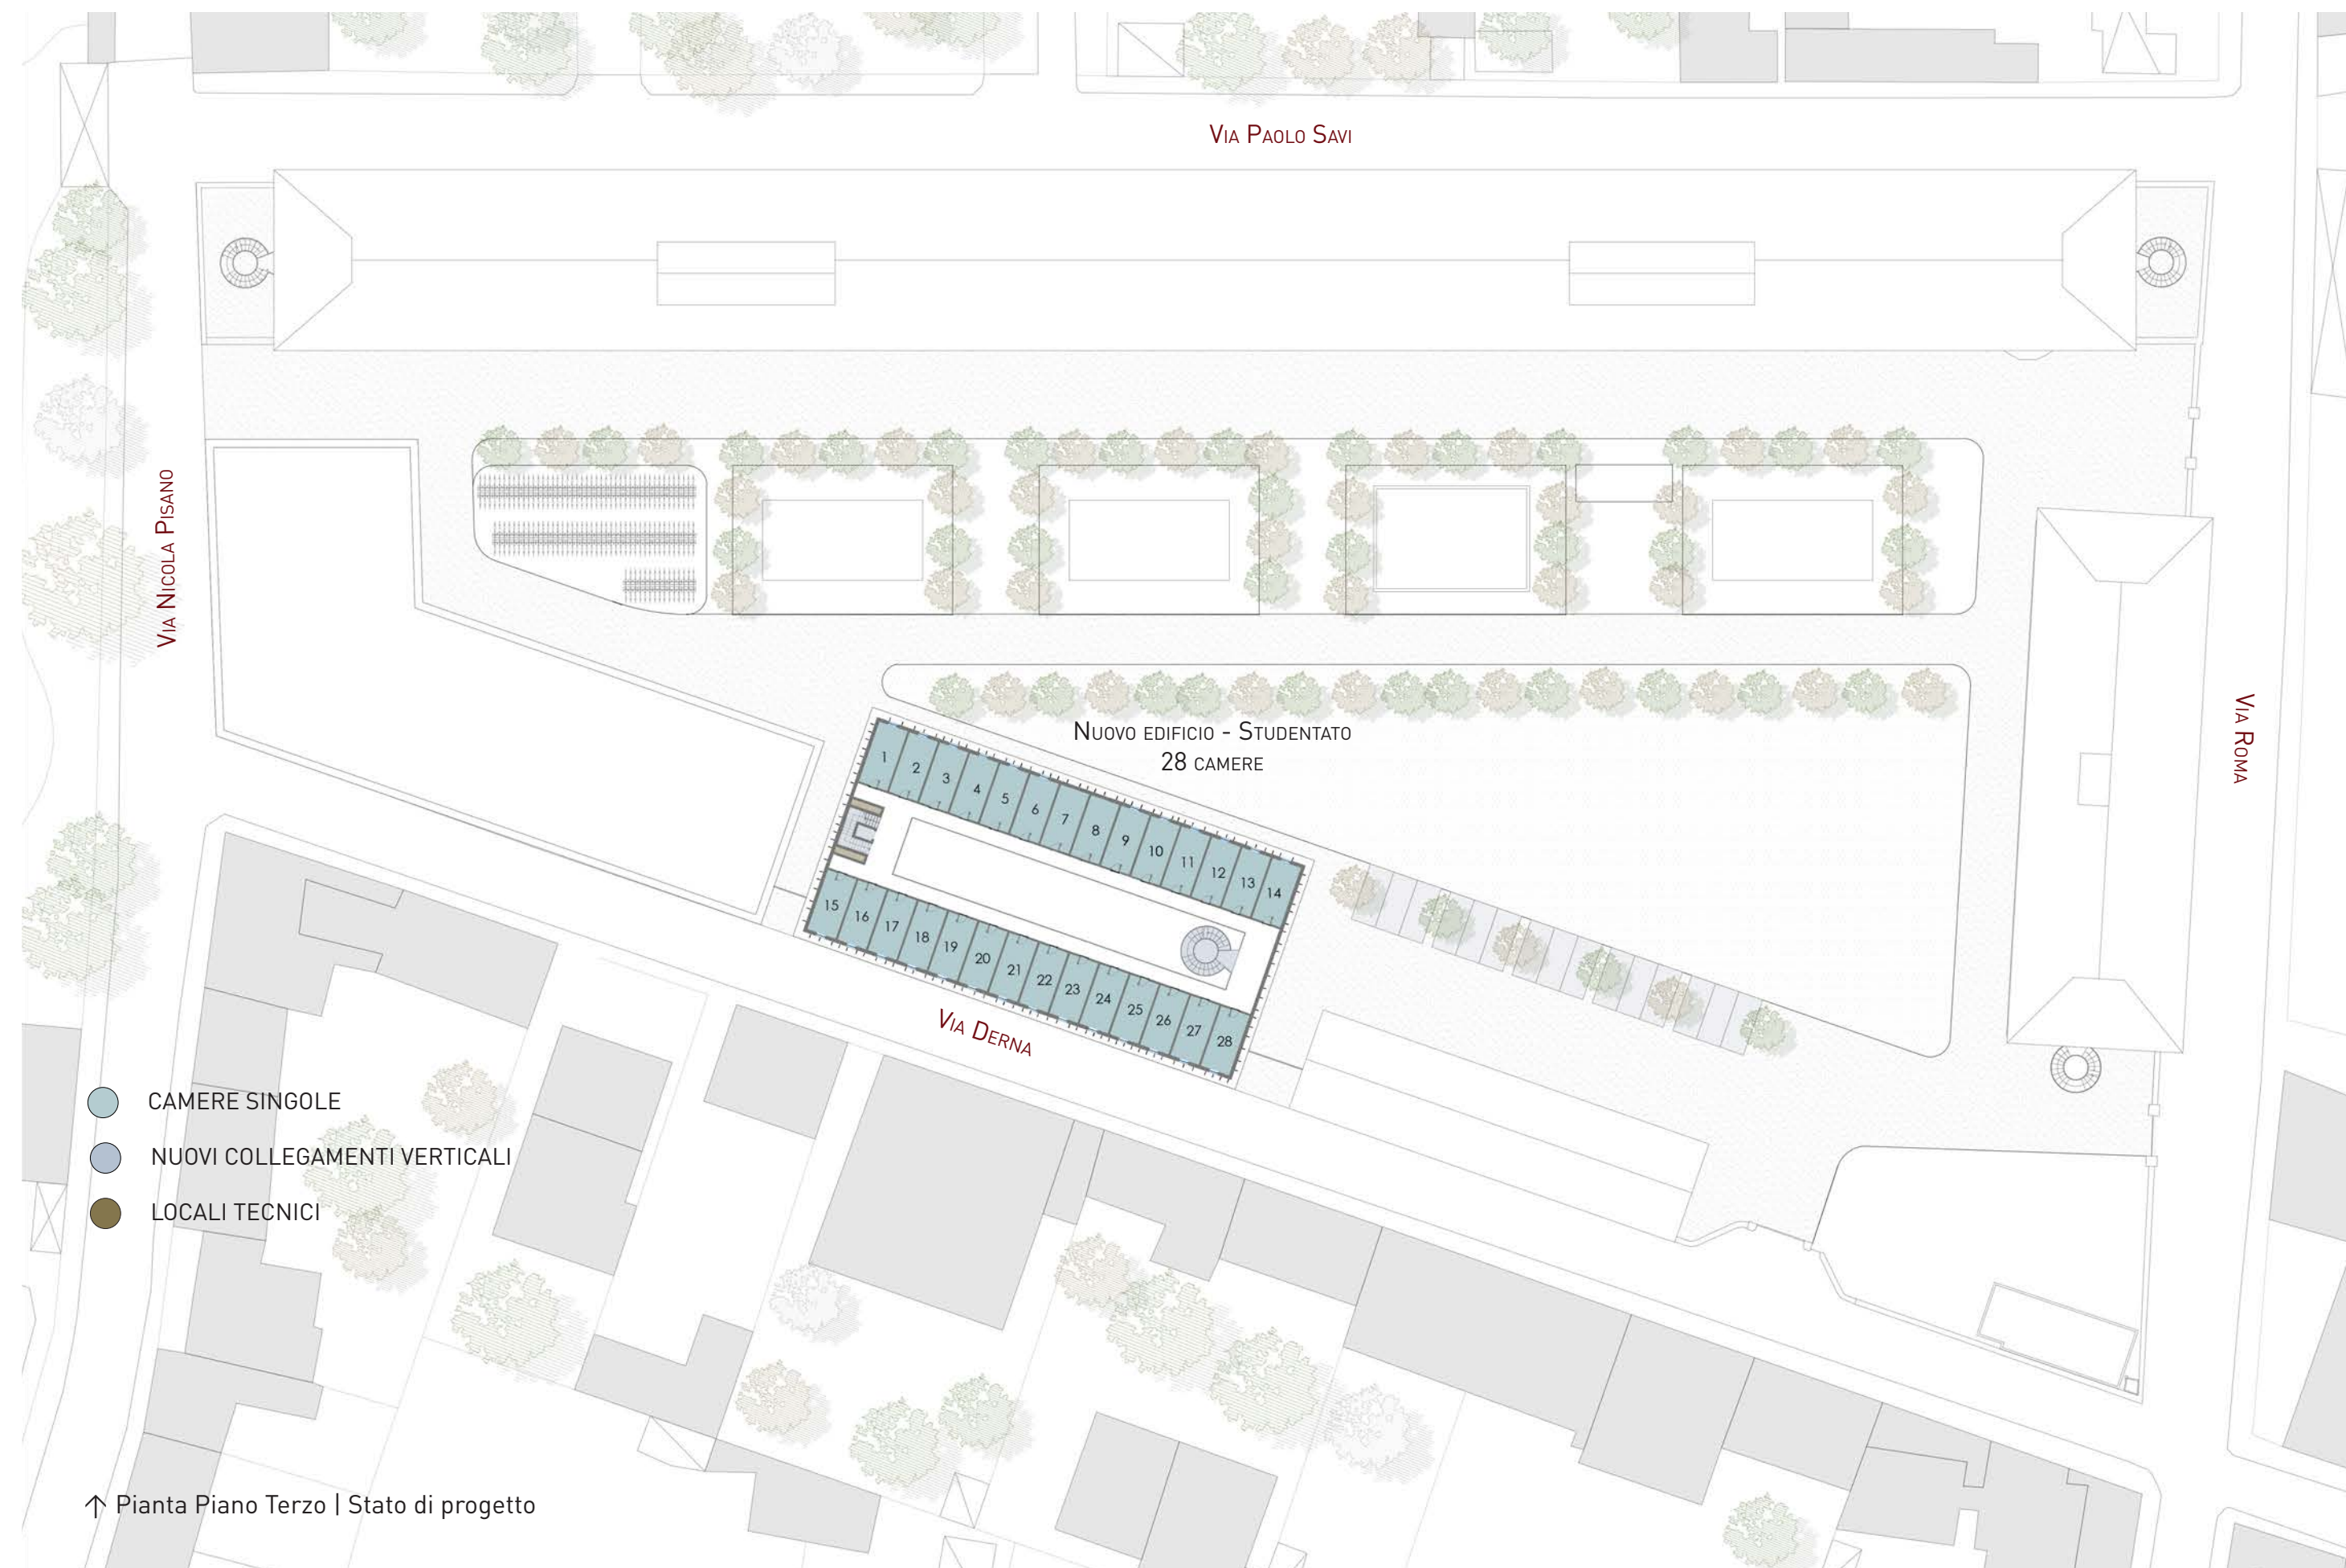 Via Paolo Savi
Via Nicola Pisano
Nuovo edificio - Studentato
28 camere
Via Roma
1
2
3
4
5
6
7
8
9
10
11
12
13
14
15
16
17
18
19
20
21
22
23
24
25
26
27
28
Via Derna
CAMERE SINGOLE
NUOVI COLLEGAMENTI VERTICALI
LOCALI TECNICI
↑ Pianta Piano Terzo | Stato di progetto